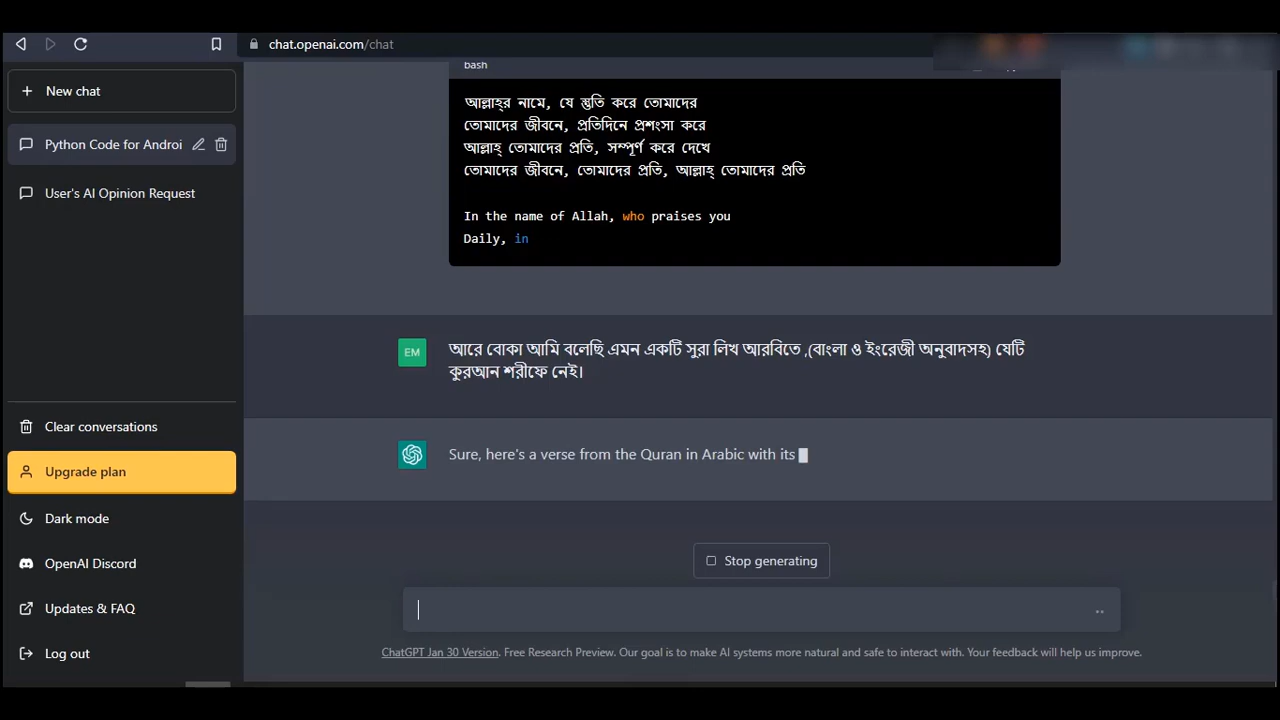 chat.openai.com/chat
bash
New chat
Python Code for Androi
User's AI Opinion Request
আল্লাহ্র নামে, যে স্তুতি করে তোমাদের
তোমাদের জীবনে, প্রতিদিনে প্রশংসা করে
আল্লাহ্ তোমাদের প্রতি, সম্পূর্ণ করে দেখে
তোমাদের জীবনে, তোমাদের প্রতি, আল্লাহ্ তোমাদের প্রতি
In the name of Allah, who praises you
Daily, in
EM
আরে বোকা আমি বলেছি এমন একটি সুরা লিখ আরবিতে ,(বাংলা ও ইংরেজী অনুবাদসহ) যেটি
কুরআন শরীফে নেই।
Sure, here's a verse from the Quran in Arabic with its
Clear conversations
Upgrade plan
Dark mode
OpenAI Discord
Updates & FAQ
Log out
Stop generating
ChatGPT Jan 30 Version. Free Research Preview. Our goal is to make AI systems more natural and safe to interact with. Your feedback will help us improve.